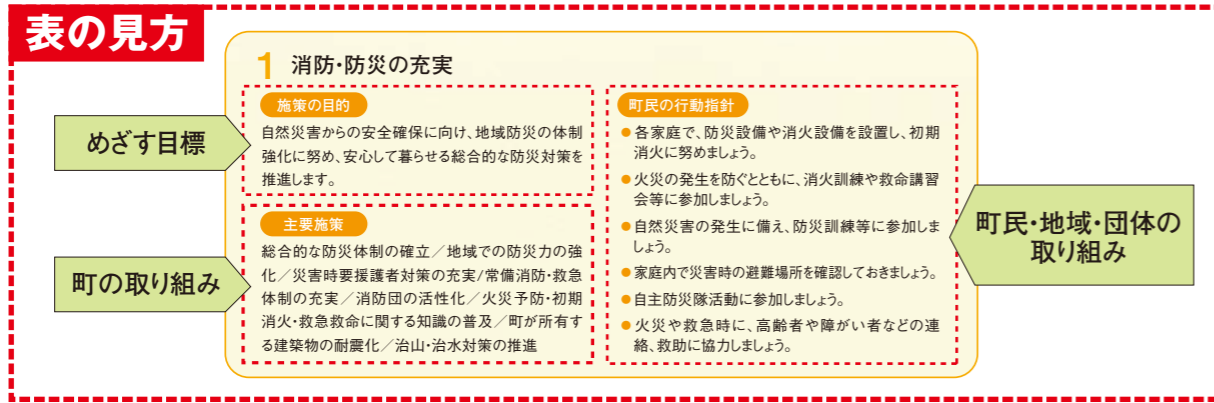 表の見方
1 消防・防災の充実
めざす目標
施策の目的
自然災害からの安全確保に向け、地域防災の体制
強化に努め、安心して暮らせる総合的な防災対策を
推進します。
町の取り組み
主要施策
総合的な防災体制の確立／地域での防災力の強
化／災害時要援護者対策の充実/常備消防・救急
体制の充実／消防団の活性化／火災予防・初期
消火・救急救命に関する知識の普及／町が所有す
る建築物の耐震化／治山・治水対策の推進
町民の行動指針
●各家庭で、防災設備や消火設備を設置し、初期
消火に努めましょう。
●火災の発生を防ぐとともに、消火訓練や救命講習
会等に参加しましょう。
●自然災害の発生に備え、防災訓練等に参加しま
しょう。
●家庭内で災害時の避難場所を確認しておきましょう。
●自主防災隊活動に参加しましょう。
●火災や救急時に、高齢者や障がい者などの連
絡、救助に協力しましょう。
町民・地域・団体の
取り組み